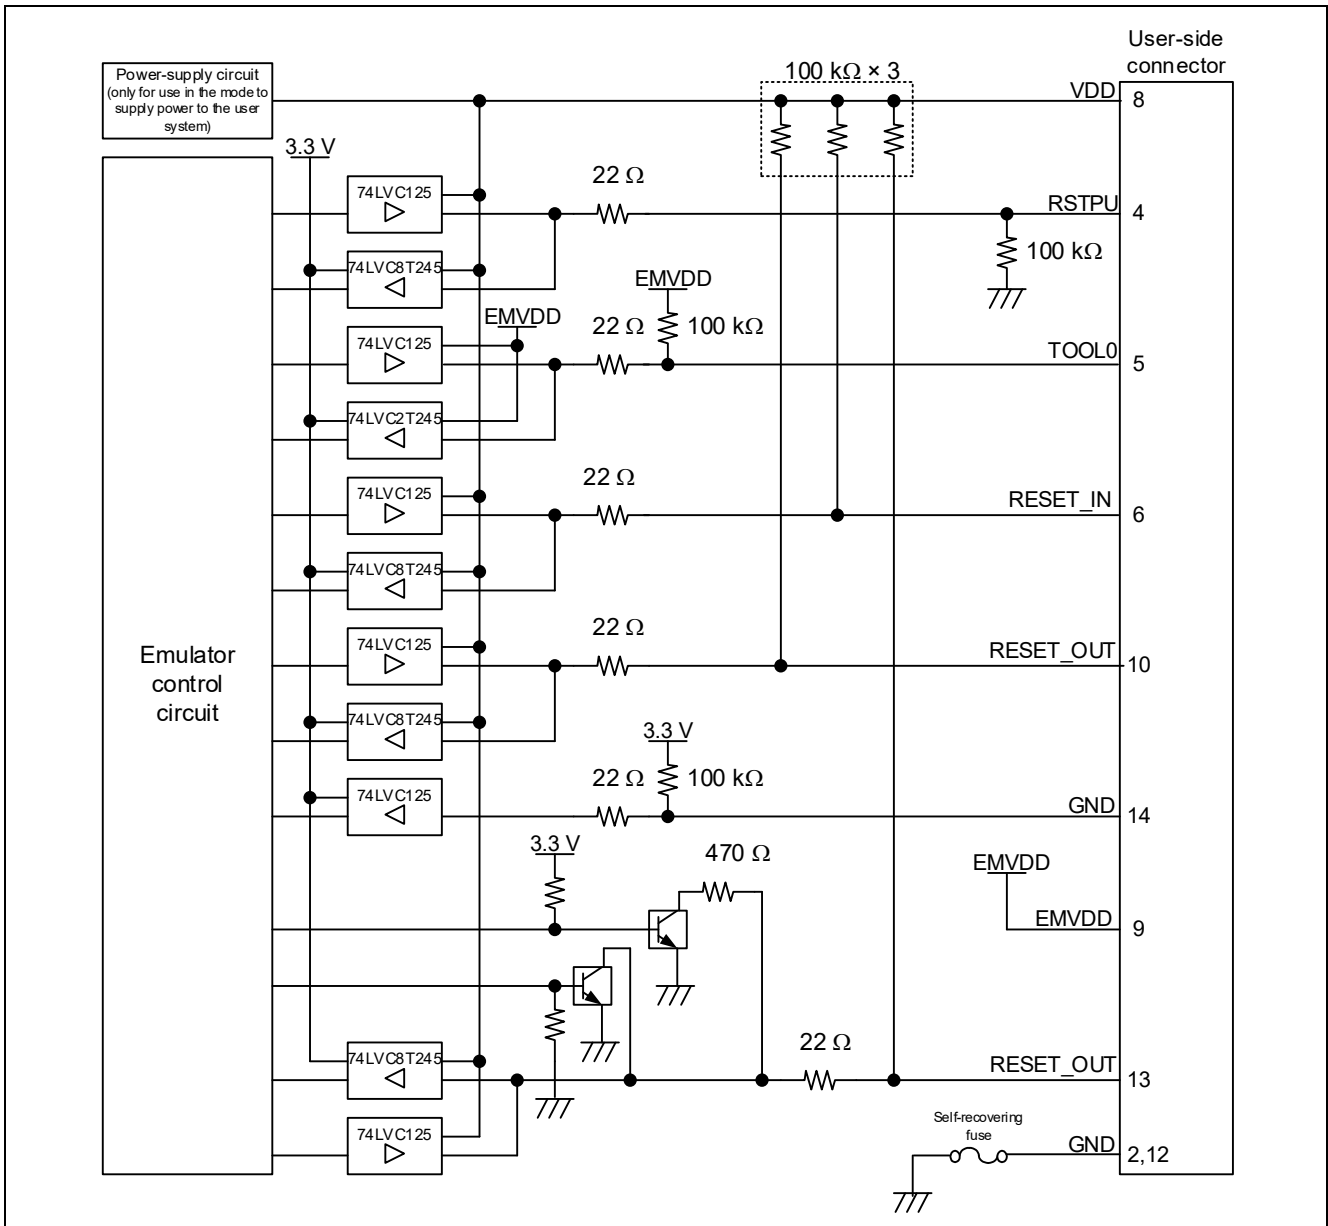 User-side
connector
Power-supply circuit
(only for use in the mode to
supply power to the user
system)
100 kΩ × 3
VDD
8
3.3 V
74LVC125
22 Ω
RSTPU
4
100 kΩ
74LVC8T245
EMVDD
EMVDD
74LVC125
22 Ω
100 kΩ
TOOL0
5
74LVC2T245
74LVC125
22 Ω
RESET_IN
6
74LVC8T245
74LVC125
22 Ω
RESET_OUT
10
Emulator
control
circuit
74LVC8T245
3.3 V
74LVC125
22 Ω
100 kΩ
GND
14
3.3 V
470 Ω
EMVDD
EMVDD
9
74LVC8T245
22 Ω
RESET_OUT
13
74LVC125
Self-recovering
fuse
GND
2,12